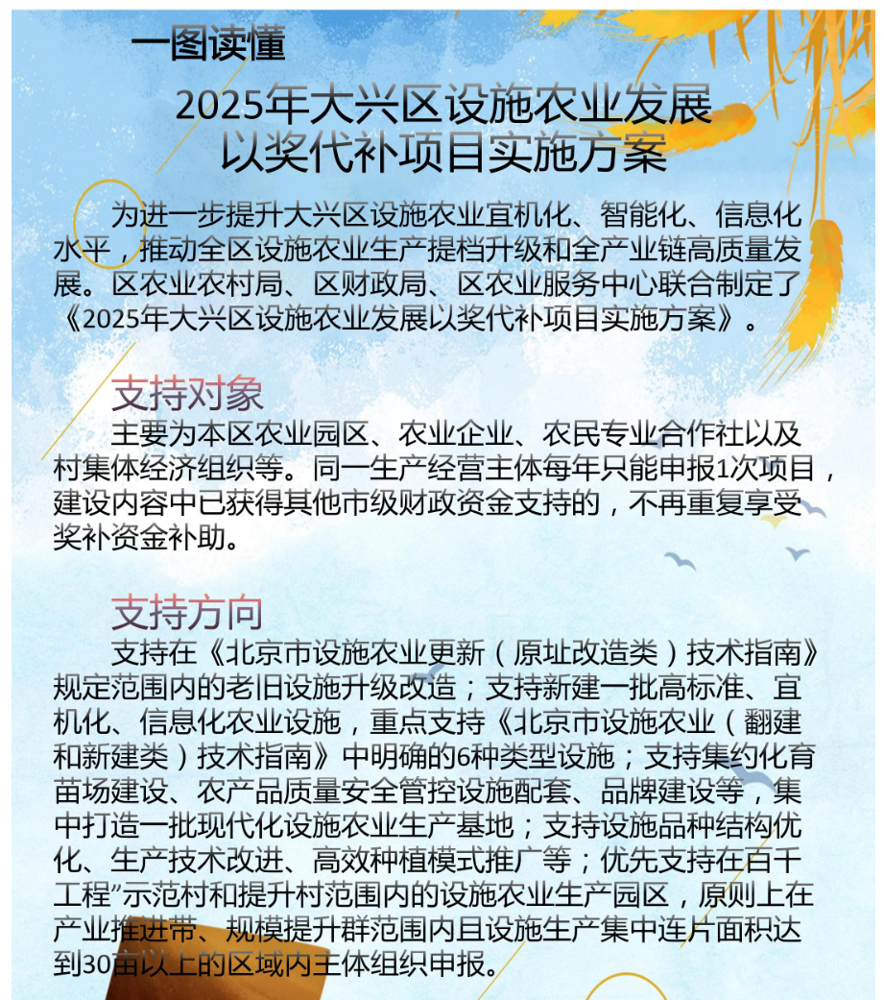 一图读懂
2025年大兴区设施农业发展
以奖代补项目实施方案
为进一步提升大兴区设施农业宜机化、智能化、信息化
水平，推动全区设施农业生产提档升级和全产业链高质量发
展。区农业农村局、区财政局、区农业服务中心联合制定了
《2025年大兴区设施农业发展以奖代补项目实施方案》。
支持对象
主要为本区农业园区、农业企业、农民专业合作社以及
村集体经济组织等。同一生产经营主体每年只能申报1次项目，
建设内容中已获得其他市级财政资金支持的，不再重复享受
奖补资金补助。
支持方向
支持在《北京市设施农业更新（原址改造类）技术指南》
规定范围内的老旧设施升级改造；支持新建一批高标准、宜
机化、信息化农业设施，重点支持《北京市设施农业（翻建
和新建类）技术指南》中明确的6种类型设施；支持集约化育
苗场建设、农产品质量安全管控设施配套、品牌建设等，集
中打造一批现代化设施农业生产基地；支持设施品种结构优
化、生产技术改进、高效种植模式推广等；优先支持在百千
工程”示范村和提升村范围内的设施农业生产园区，原则上在
产业推进带、规模提升群范围内且设施生产集中连片面积达
到30亩以上的区域内主体组织申报。